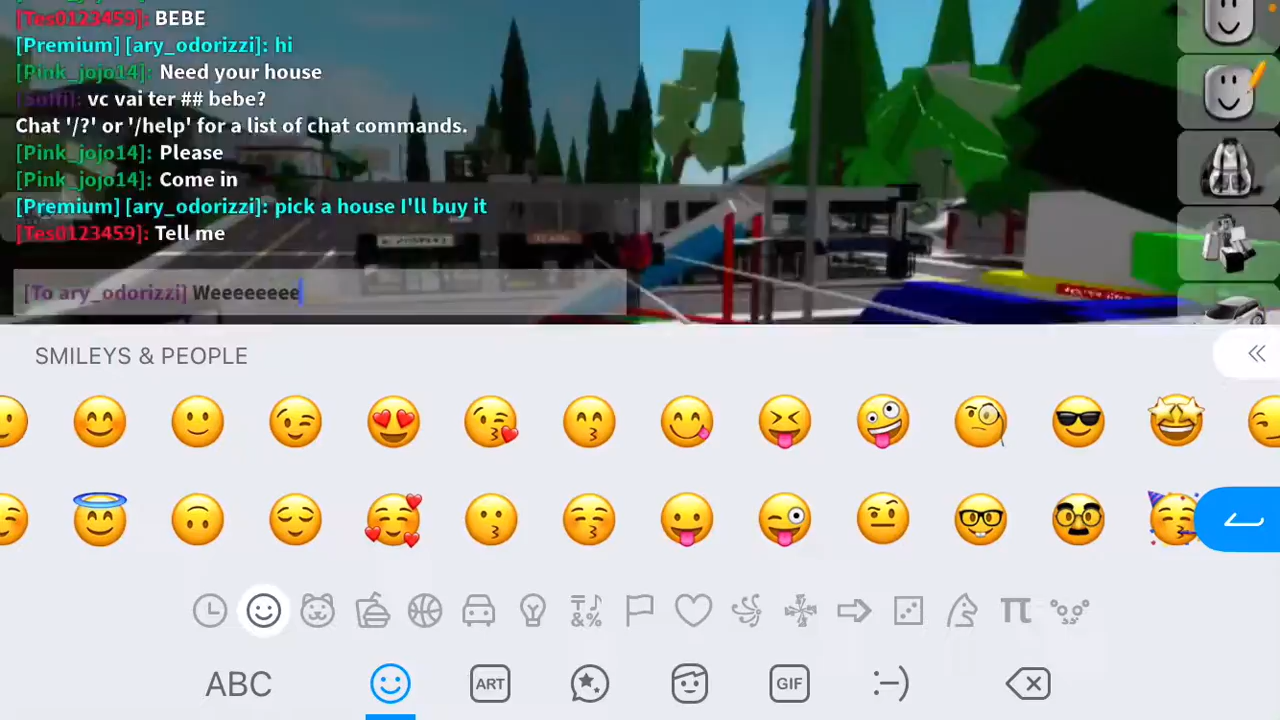 [Tes0123459]: BEBE
[Premium] [ary_odorizzi]: hi
[Pink_jojo14]: Need your house
vc vai ter ## bebe?
Chat '/?' or '/help' for a list of chat commands.
[Pink_jojo14]: Please
[Pink_jojo14]: Come in
[Premium] [ary_odorizzi]: pick a house I'll buy it
[Tes0123459]: Tell me
[To ary_odorizzi] Weeeeeeee
SMILEYS & PEOPLE
ABC
ART
GIF
:-)